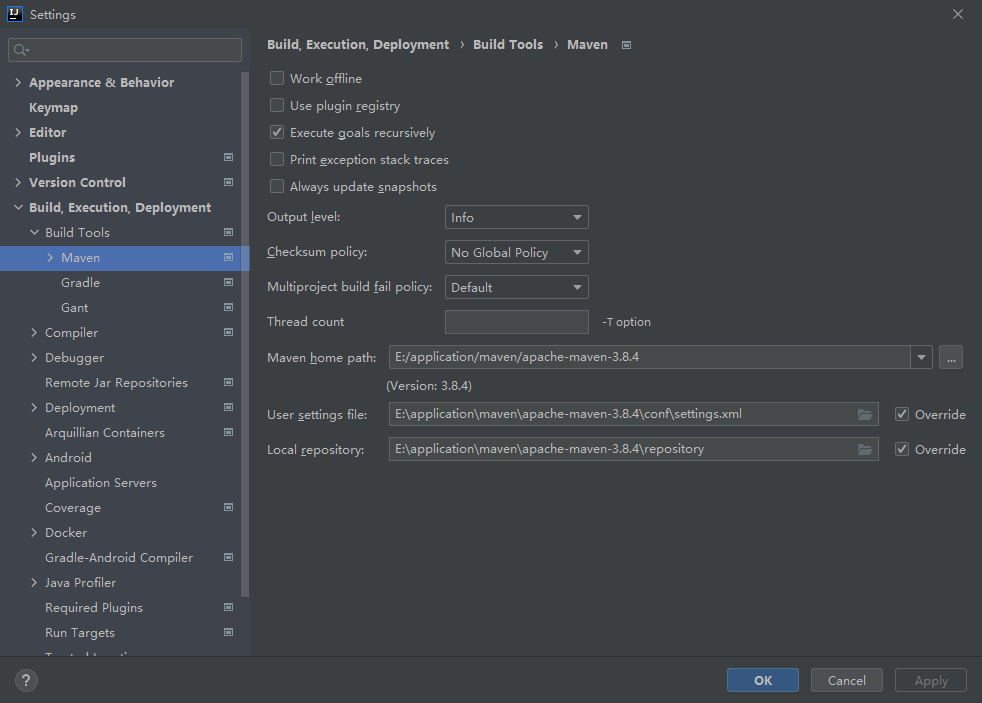 Settings
Appearance & Behavior
Keymap
Editor
Plugins
Version Control
Build, Execution, Deployment
Build Tools
Maven
Gradle
Gant
Compiler
Debugger
Remote Jar Repositories
Deployment
Arquillian Containers
Android
Application Servers
Coverage
Docker
Gradle-Android Compiler
Java Profiler
Required Plugins
Run Targets
Build, Execution, Deployment › Build Tools › Maven
Work offline
Use plugin registry
Execute goals recursively
Print exception stack traces
Always update snapshots
Output level: Info
Checksum policy: No Global Policy
Multiproject build fail policy: Default
Thread count -T option
Maven home path: E:/application/maven/apache-maven-3.8.4 ...
(Version: 3.8.4)
User settings file: E:\application\maven\apache-maven-3.8.4\conf\settings.xml Override
Local repository: E:\application\maven\apache-maven-3.8.4\repository Override
? OK Cancel Apply